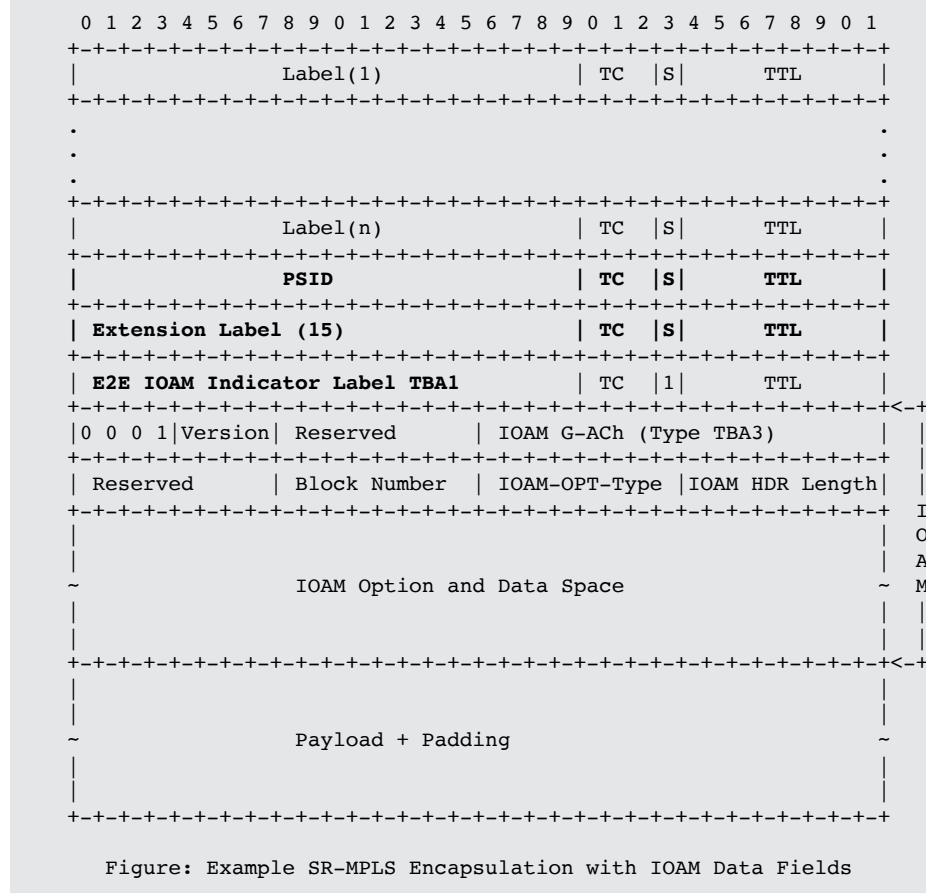 0 1 2 3 4 5 6 7 8 9 0 1 2 3 4 5 6 7 8 9 0 1 2 3 4 5 6 7 8 9 0 1
+-+-+-+-+-+-+-+-+-+-+-+-+-+-+-+-+-+-+-+-+-+-+-+-+-+-+-+-+-+-+-+-+
|                Label(1)               | TC  |S|      TTL      |
+-+-+-+-+-+-+-+-+-+-+-+-+-+-+-+-+-+-+-+-+-+-+-+-+-+-+-+-+-+-+-+-+
.                                                               .
.                                                               .
.                                                               .
+-+-+-+-+-+-+-+-+-+-+-+-+-+-+-+-+-+-+-+-+-+-+-+-+-+-+-+-+-+-+-+-+
|                Label(n)               | TC  |S|      TTL      |
+-+-+-+-+-+-+-+-+-+-+-+-+-+-+-+-+-+-+-+-+-+-+-+-+-+-+-+-+-+-+-+-+
|                PSID                   | TC  |S|      TTL      |
+-+-+-+-+-+-+-+-+-+-+-+-+-+-+-+-+-+-+-+-+-+-+-+-+-+-+-+-+-+-+-+-+
| Extension Label (15)                  | TC  |S|      TTL      |
+-+-+-+-+-+-+-+-+-+-+-+-+-+-+-+-+-+-+-+-+-+-+-+-+-+-+-+-+-+-+-+-+
| E2E IOAM Indicator Label TBA1         | TC  |1|      TTL      |
+-+-+-+-+-+-+-+-+-+-+-+-+-+-+-+-+-+-+-+-+-+-+-+-+-+-+-+-+-+-+-+-+<-+
|0 0 0 1|Version| Reserved      | IOAM G-ACh (Type TBA3)        |  |
+-+-+-+-+-+-+-+-+-+-+-+-+-+-+-+-+-+-+-+-+-+-+-+-+-+-+-+-+-+-+-+-+  |
| Reserved      | Block Number  | IOAM-OPT-Type |IOAM HDR Length|  |
+-+-+-+-+-+-+-+-+-+-+-+-+-+-+-+-+-+-+-+-+-+-+-+-+-+-+-+-+-+-+-+-+  I
|                                                               |  O
|                                                               |  A
~                 IOAM Option and Data Space                    ~  M
|                                                               |  |
|                                                               |  |
+-+-+-+-+-+-+-+-+-+-+-+-+-+-+-+-+-+-+-+-+-+-+-+-+-+-+-+-+-+-+-+-+<-+
|                                                               |
|                                                               |
~                 Payload + Padding                             ~
|                                                               |
|                                                               |
+-+-+-+-+-+-+-+-+-+-+-+-+-+-+-+-+-+-+-+-+-+-+-+-+-+-+-+-+-+-+-+-+
Figure: Example SR-MPLS Encapsulation with IOAM Data Fields